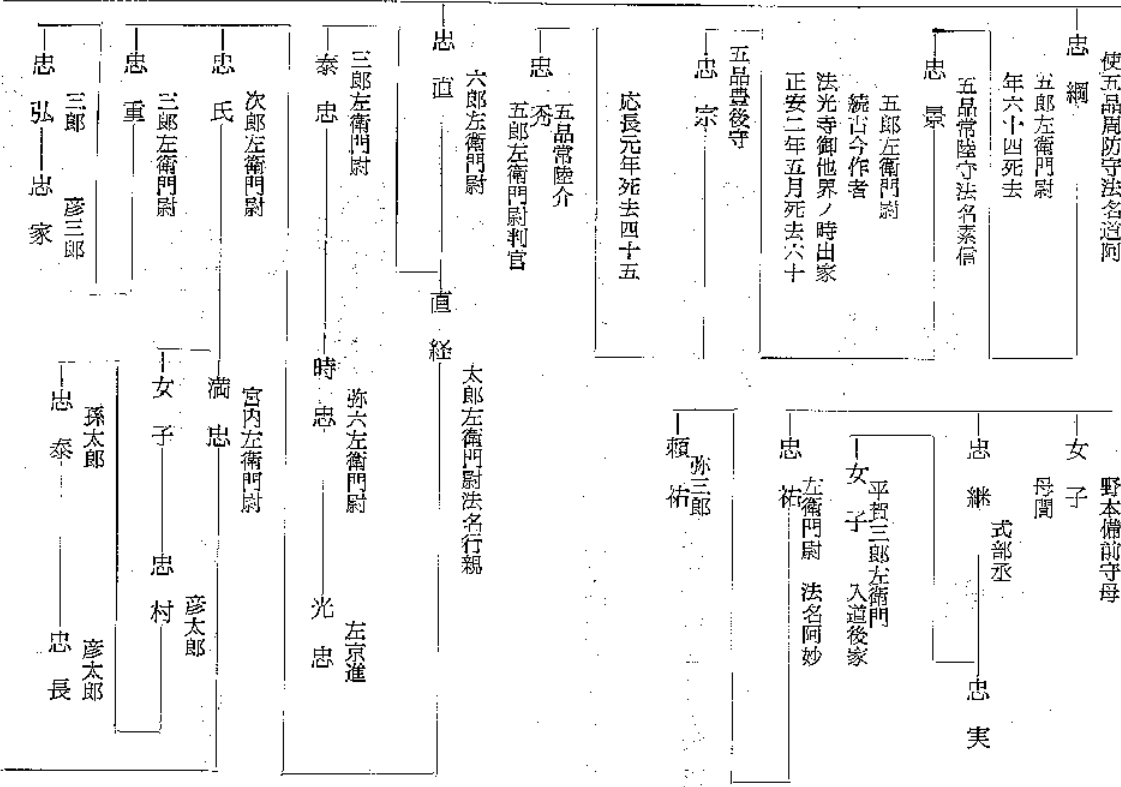 使五品周防守法名道阿
忠綱
五郎左衛門尉
年六十四死去
五品常陸守法名素信
忠景
五郎左衛門尉
続古今作者
法光寺御他界ノ時出家
正安二年五月死去六十
五品豊後守
忠宗
応長元年死去四十五
五品常陸介
忠秀
五郎左衛門尉判官
六郎左衛門尉
忠直
太郎左衛門尉法名行親
直経
三郎左衛門尉
泰忠
弥六左衛門尉
時忠
左京進
光忠
次郎左衛門尉
忠氏
宮内左衛門尉
満忠
女子
彦太郎
忠村
三郎左衛門尉
忠重
三郎
忠弘
彦三郎
忠家
孫太郎
忠泰
彦太郎
忠長
野本備前守母
女子
母閭
式部丞
忠継
忠実
平賀三郎左衛門
入道後家
女子
左衛門尉 法名阿妙
忠祐
弥三郎
頼祐